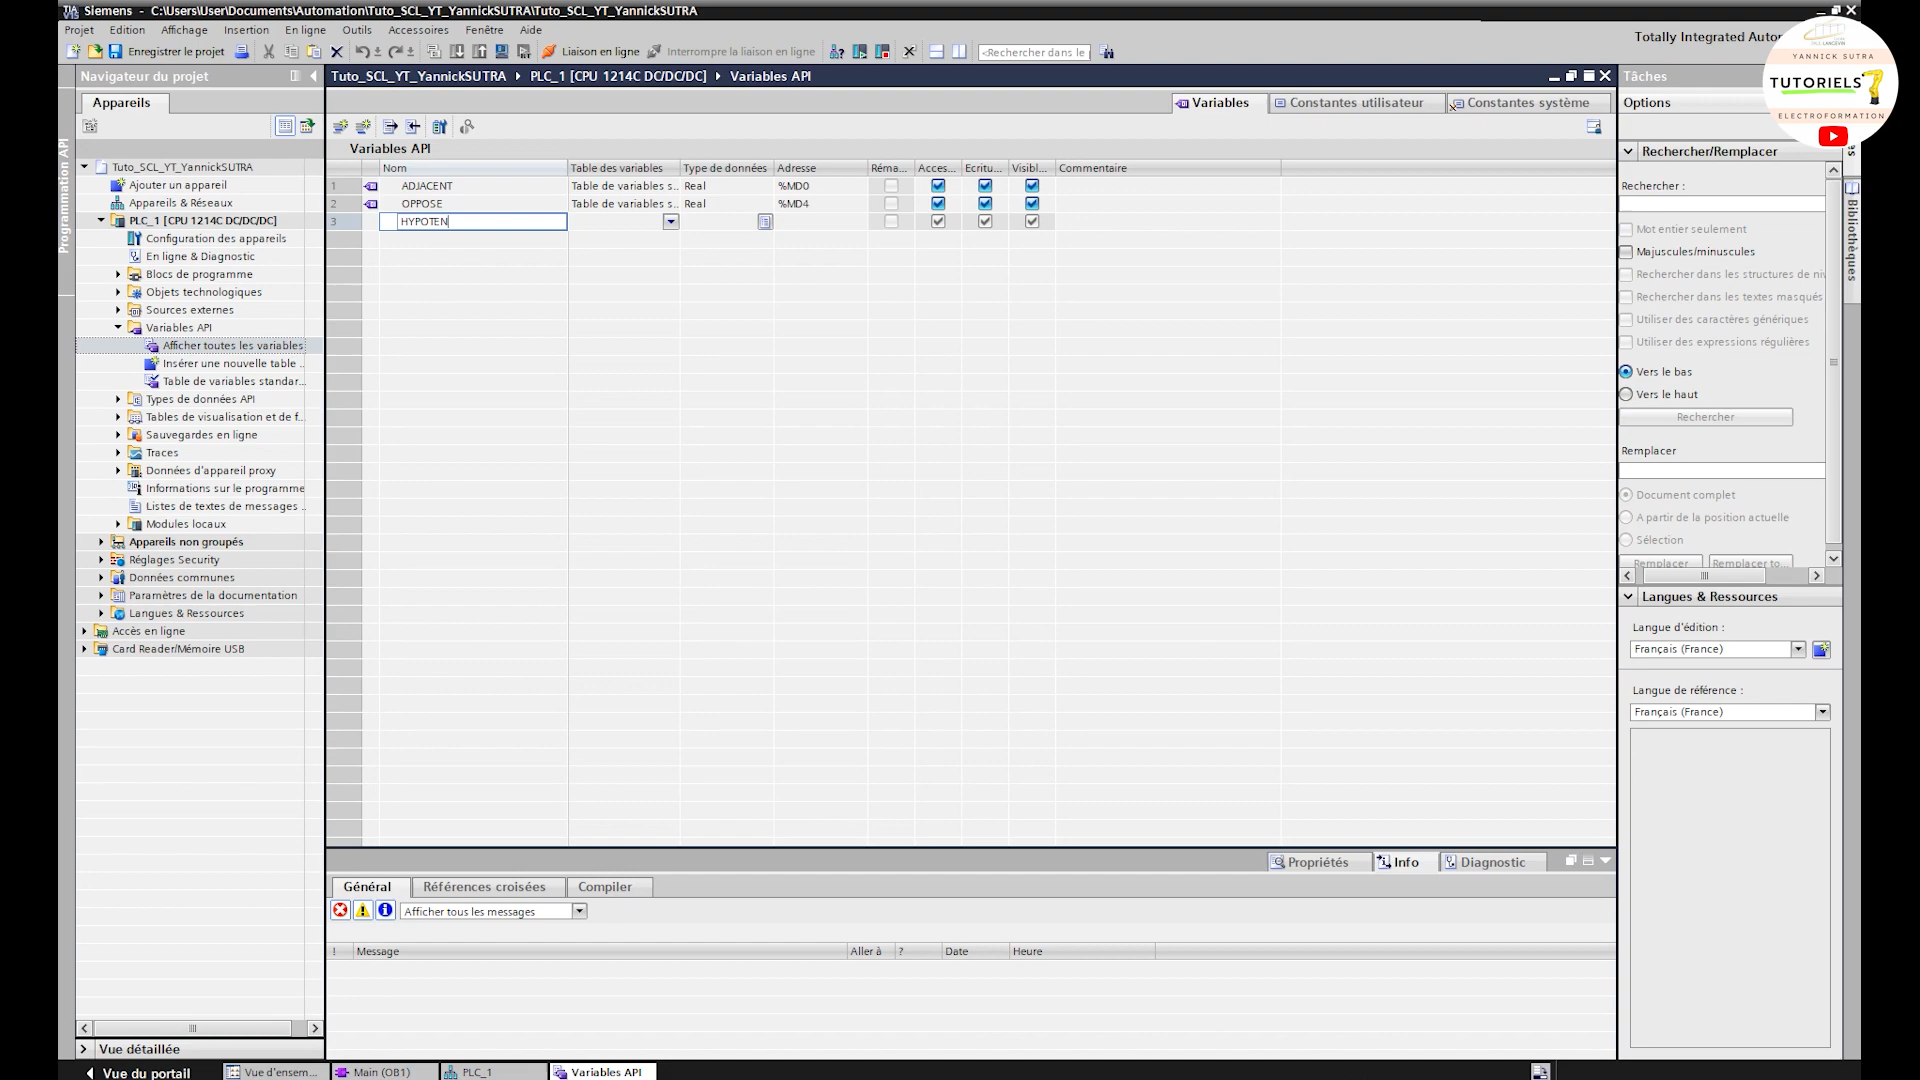 Siemens - C:\Users\User\Documents\Automation\Tuto_SCL_YT_YannickSUTRA\Tuto_SCL_YT_YannickSUTRA
Projet Edition Affichage Insertion En ligne Outils Accessoires Fenêtre Aide
Totally Integrated Autom
Enregistrer le projet
Liaison en ligne
Interrompre la liaison en ligne
<Rechercher dans le
YANNICK SUTRA
TUTORIELS
ELECTROFORMATION
Navigateur du projet
Tuto_SCL_YT_YannickSUTRA PLC_1 [CPU 1214C DC/DC/DC] Variables API
Tâches
Appareils
Variables Constantes utilisateur Constantes système
Options
Programmation API
Bibliothèques
Variables API
Nom Table des variables Type de données Adresse Réma... Acces... Ecritu... Visibl... Commentaire
1 ADJACENT Table de variables s.. Real %MD0
2 OPPOSE Table de variables s.. Real %MD4
3 HYPOTEN
Tuto_SCL_YT_YannickSUTRA
Ajouter un appareil
Appareils & Réseaux
PLC_1 [CPU 1214C DC/DC/DC]
Configuration des appareils
En ligne & Diagnostic
Blocs de programme
Objets technologiques
Sources externes
Variables API
Afficher toutes les variables
Insérer une nouvelle table ..
Table de variables standar...
Types de données API
Tables de visualisation et de f...
Sauvegardes en ligne
Traces
Données d'appareil proxy
Informations sur le programme
Listes de textes de messages ..
Modules locaux
Appareils non groupés
Réglages Security
Données communes
Paramètres de la documentation
Langues & Ressources
Accès en ligne
Card Reader/Mémoire USB
Rechercher/Remplacer
Rechercher :
Mot entier seulement
Majuscules/minuscules
Rechercher dans les structures de niv
Rechercher dans les textes masqués
Utiliser des caractères génériques
Utiliser des expressions régulières
Vers le bas
Vers le haut
Rechercher
Remplacer
Document complet
A partir de la position actuelle
Sélection
Remplacer Remplacer to...
Langues & Ressources
Langue d'édition :
Français (France)
Langue de référence :
Français (France)
Propriétés Info Diagnostic
Général Références croisées Compiler
Afficher tous les messages
! Message Aller à ? Date Heure
Vue détaillée
Vue du portail Vue d'ensem... Main (OB1) PLC_1 Variables API